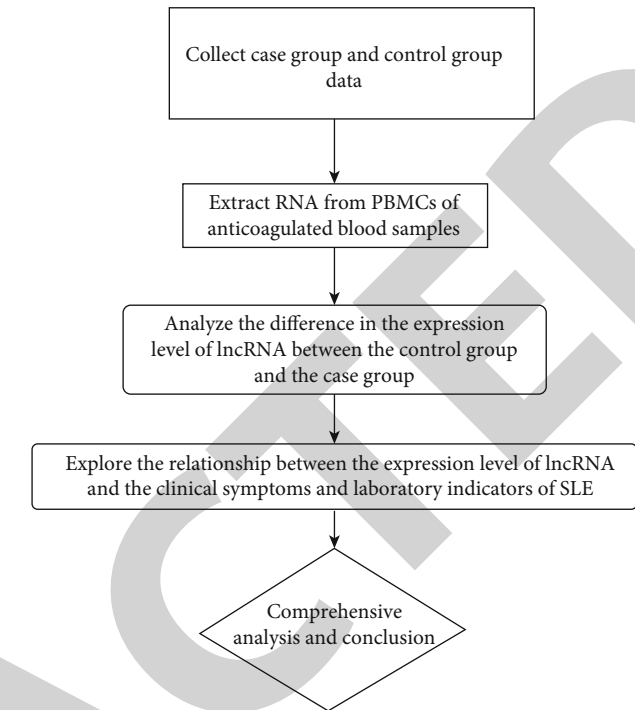 Collect case group and control group
data
Extract RNA from PBMCs of
anticoagulated blood samples
Analyze the difference in the expression
level of lncRNA between the control group
and the case group
Explore the relationship between the expression level of lncRNA
and the clinical symptoms and laboratory indicators of SLE
Comprehensive
analysis and conclusion
ACTED